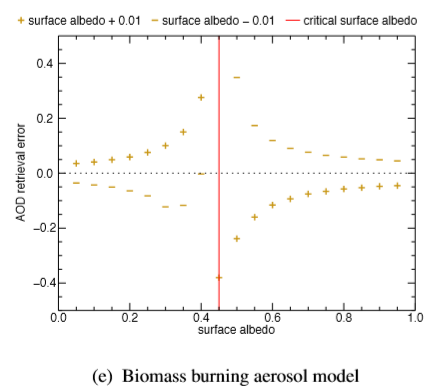 surface albedo + 0.01 surface albedo − 0.01 critical surface albedo
0.4
0.2
0.0
−0.2
−0.4
AOD retrieval error
0.0 0.2 0.4 0.6 0.8 1.0
surface albedo
(e) Biomass burning aerosol model